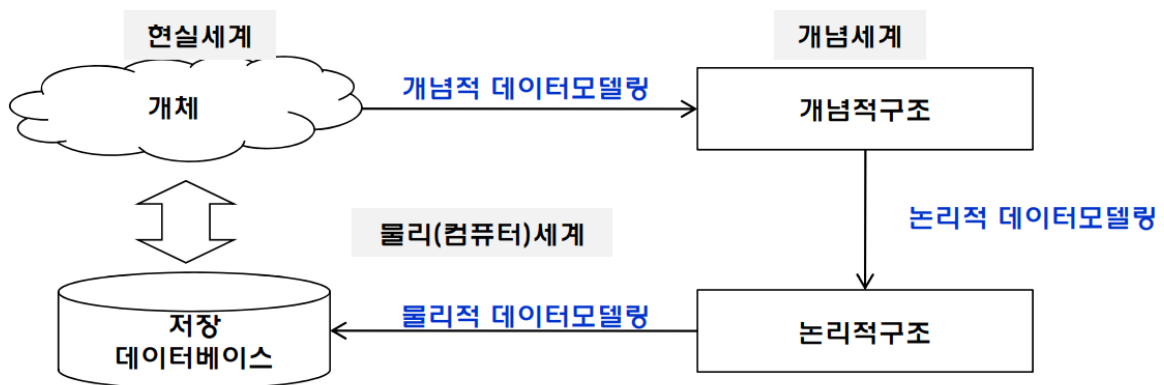 현실세계
개념세계
개체
개념적 데이터모델링
개념적구조
논리적 데이터모델링
물리(컴퓨터)세계
저장
데이터베이스
물리적 데이터모델링
논리적구조